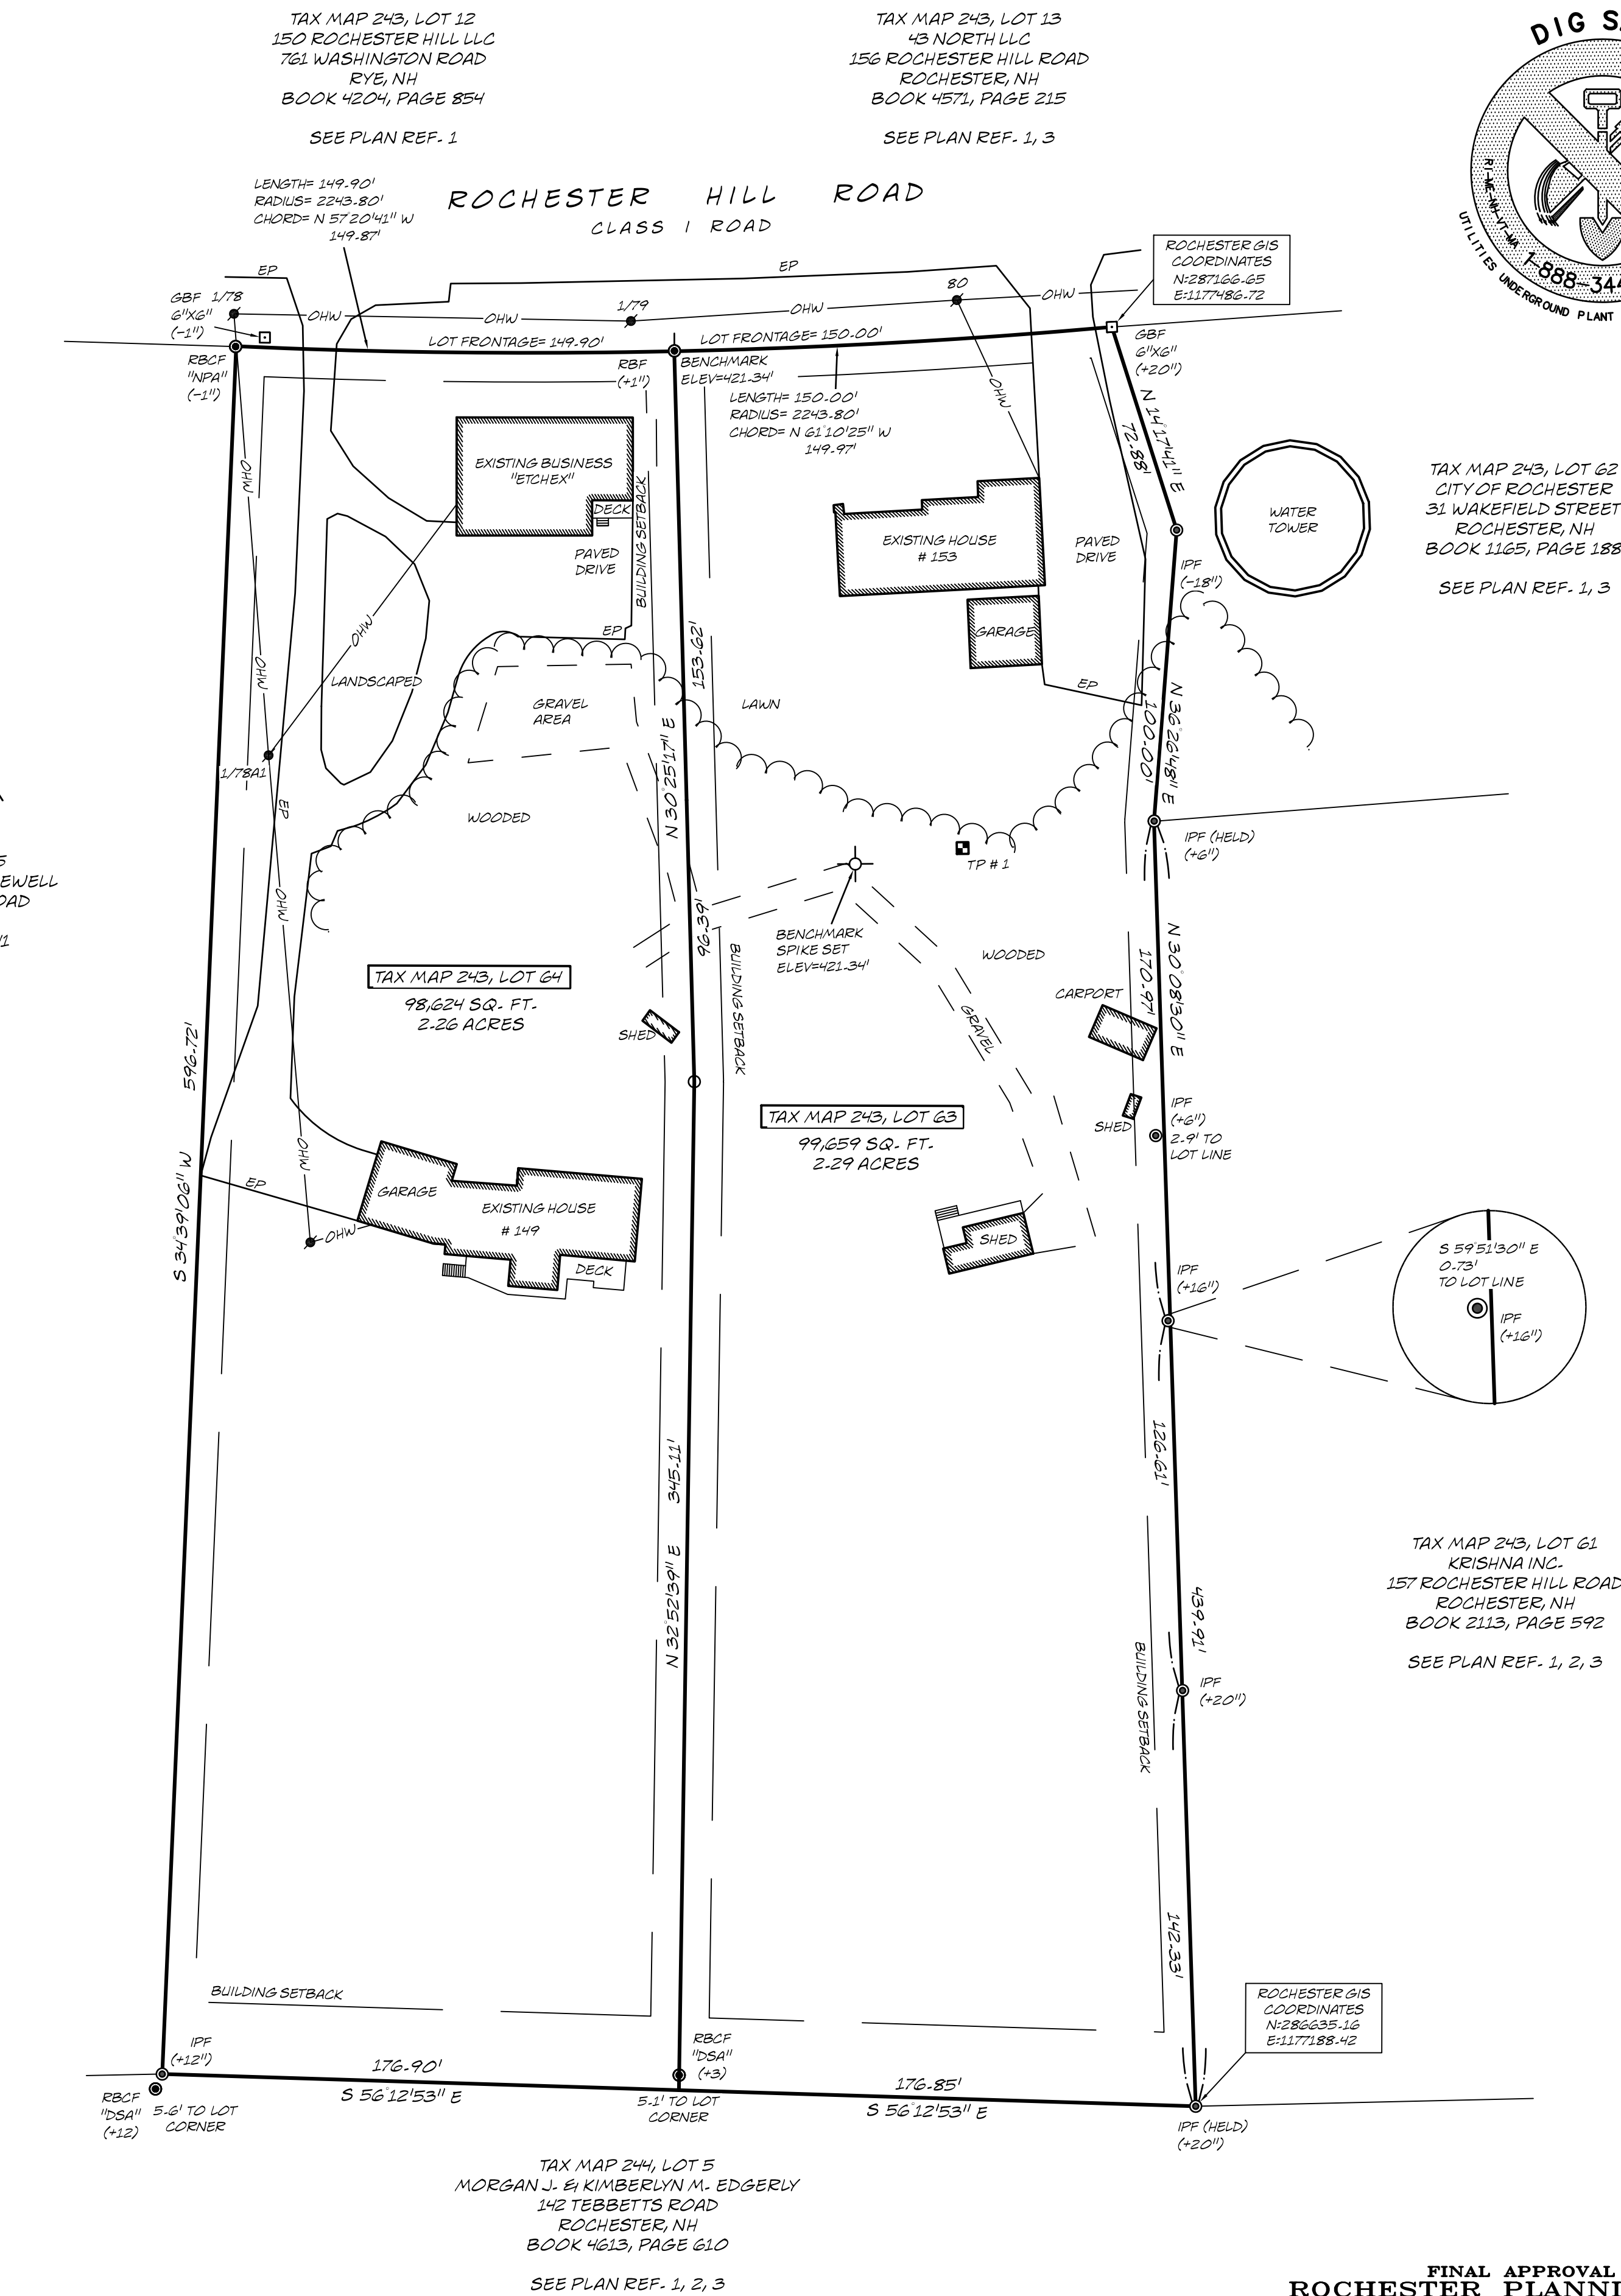 TAX MAP 243, LOT 12
150 ROCHESTER HILL LLC
761 WASHINGTON ROAD
RYE, NH
BOOK 4204, PAGE 854
SEE PLAN REF. 1
TAX MAP 243, LOT 13
43 NORTH LLC
156 ROCHESTER HILL ROAD
ROCHESTER, NH
BOOK 4571, PAGE 215
SEE PLAN REF. 1, 3
DIG
RI-ME-NH-VT-MA
1-888-344
UTILITIES UNDERGROUND PLANT
LENGTH= 149.90'
RADIUS= 2243.80'
CHORD= N 57°20'41" W
149.87'
ROCHESTER HILL ROAD
CLASS I ROAD
ROCHESTER GIS
COORDINATES
N:287166.65
E:1177486.72
EP
EP
GBF
6"X6"
(-1")
1/78
OHW
OHW
1/79
OHW
80
OHW
RBCF
"NPA"
(-1")
LOT FRONTAGE= 149.90'
LOT FRONTAGE= 150.00'
RBF
(+1")
BENCHMARK
ELEV=421.34'
GBF
6"X6"
(+20")
LENGTH= 150.00'
RADIUS= 2243.80'
CHORD= N 61°10'25" W
149.97'
OHW
N 14°17'41" E
72.88'
OHW
EXISTING BUSINESS
"ETCHEX"
DECK
BUILDING SETBACK
PAVED
DRIVE
EP
EXISTING HOUSE
# 153
GARAGE
PAVED
DRIVE
EP
WATER
TOWER
IPF
(-18")
TAX MAP 243, LOT 62
CITY OF ROCHESTER
31 WAKEFIELD STREET
ROCHESTER, NH
BOOK 1165, PAGE 188
SEE PLAN REF. 1, 3
OHW
OHW
LANDSCAPED
1/78A1
EP
GRAVEL
AREA
153.62'
N 30°25'17" E
LAWN
100.00'
N 36°26'48" E
WOODED
IPF (HELD)
(+6")
TP # 1
EWELL
OHW
96.39'
BENCHMARK
SPIKE SET
ELEV=421.34'
WOODED
170.97'
N 30°08'30" E
BUILDING SETBACK
TAX MAP 243, LOT 64
98,624 SQ. FT.
2.26 ACRES
SHED
CARPORT
GRAVEL
596.72'
S 34°39'06" W
TAX MAP 243, LOT 63
99,659 SQ. FT.
2.29 ACRES
SHED
IPF
(+6")
2.9' TO
LOT LINE
OHW
EP
GARAGE
EXISTING HOUSE
# 149
OHW
DECK
SHED
IPF
(+16")
S 59°51'30" E
0.73'
TO LOT LINE
IPF
(+16")
126.61'
345.11'
N 32°52'39" E
439.91'
TAX MAP 243, LOT 61
KRISHNA INC.
157 ROCHESTER HILL ROAD
ROCHESTER, NH
BOOK 2113, PAGE 592
SEE PLAN REF. 1, 2, 3
BUILDING SETBACK
IPF
(+20")
142.33'
BUILDING SETBACK
ROCHESTER GIS
COORDINATES
N:286635.16
E:1177188.42
IPF
(+12")
176.90'
S 56°12'53" E
RBCF
"DSA"
(+3)
5.1' TO LOT
CORNER
176.85'
S 56°12'53" E
RBCF
"DSA"
(+12)
5.6' TO LOT
CORNER
IPF (HELD)
(+20")
TAX MAP 244, LOT 5
MORGAN J. & KIMBERLYN M. EDGERLY
142 TEBBETTS ROAD
ROCHESTER, NH
BOOK 4613, PAGE 610
SEE PLAN REF. 1, 2, 3
FINAL APPROVAL
ROCHESTER